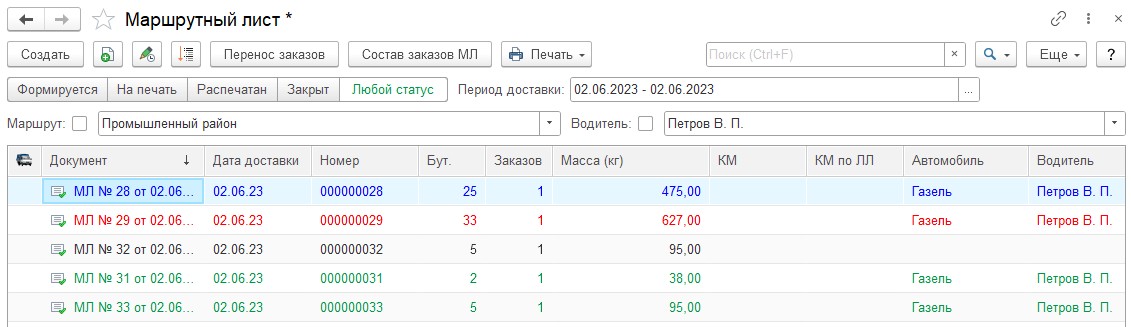 Маршрутный лист *
Создать Перенос заказов Состав заказов МЛ Печать Поиск (Ctrl+F) × Еще ?
Формируется На печать Распечатан Закрыт Любой статус Период доставки: 02.06.2023 - 02.06.2023 ...
Маршрут: Промышленный район Водитель: Петров В. П.
Документ ↓ Дата доставки Номер Бут. Заказов Масса (кг) КМ КМ по ЛЛ Автомобиль Водитель
МЛ № 28 от 02.06... 02.06.23 000000028 25 1 475,00 Газель Петров В. П.
МЛ № 29 от 02.06... 02.06.23 000000029 33 1 627,00 Газель Петров В. П.
МЛ № 32 от 02.06... 02.06.23 000000032 5 1 95,00
МЛ № 31 от 02.06... 02.06.23 000000031 2 1 38,00 Газель Петров В. П.
МЛ № 33 от 02.06... 02.06.23 000000033 5 1 95,00 Газель Петров В. П.